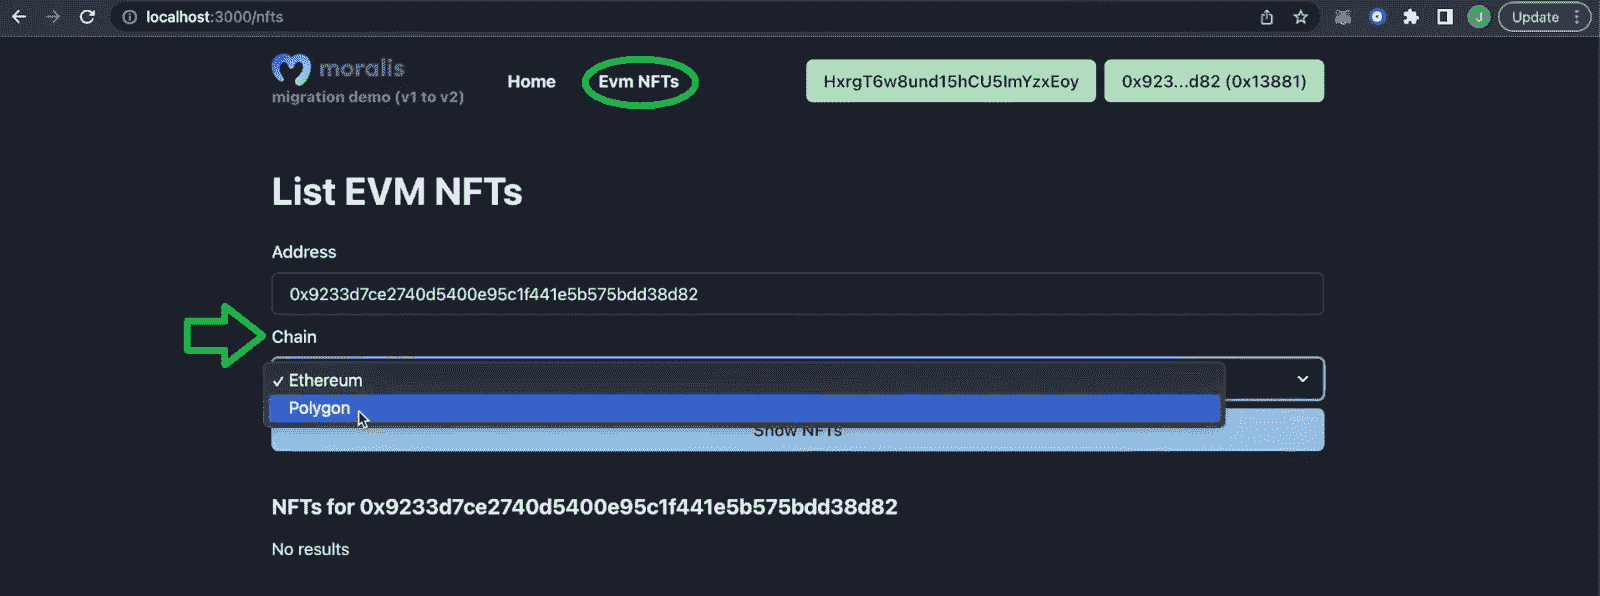 localhost:3000/nfts
J
Update
moralis
migration demo (v1 to v2)
Home
Evm NFTs
HxrgT6w8und15hCU5ImYzxEoy
0x923...d82 (0x13881)
List EVM NFTs
Address
0x9233d7ce2740d5400e95c1f441e5b575bdd38d82
Chain
✓ Ethereum
Polygon
Show NFTs
NFTs for 0x9233d7ce2740d5400e95c1f441e5b575bdd38d82
No results